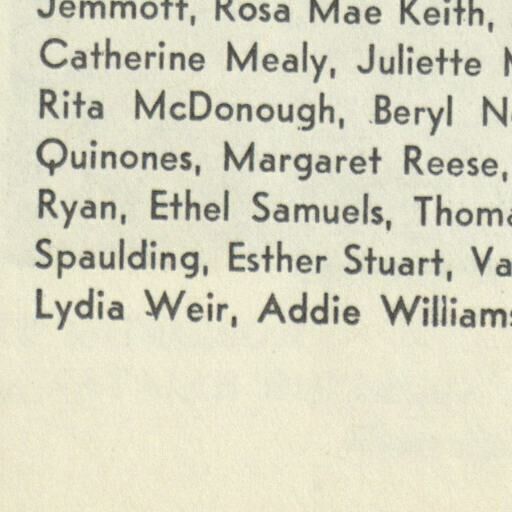 Jemmott, Rosa Mae Keith,
Catherine Mealy, Juliette
Rita McDonough, Beryl
Quinones, Margaret Reese,
Ryan, Ethel Samuels,
Spaulding, Esther Stuart,
Lydia Weir, Addie Williams